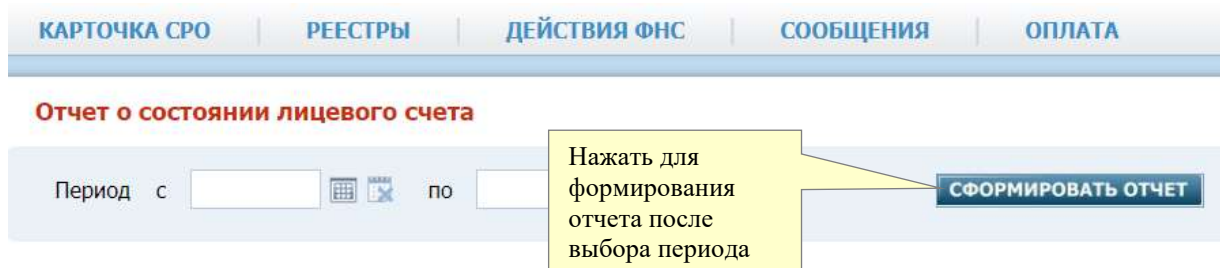 КАРТОЧКА СРО РЕЕСТРЫ ДЕЙСТВИЯ ФНС СООБЩЕНИЯ ОПЛАТА
Отчет о состоянии лицевого счета
Период с по
Нажать для
формирования
отчета после
выбора периода
СФОРМИРОВАТЬ ОТЧЕТ